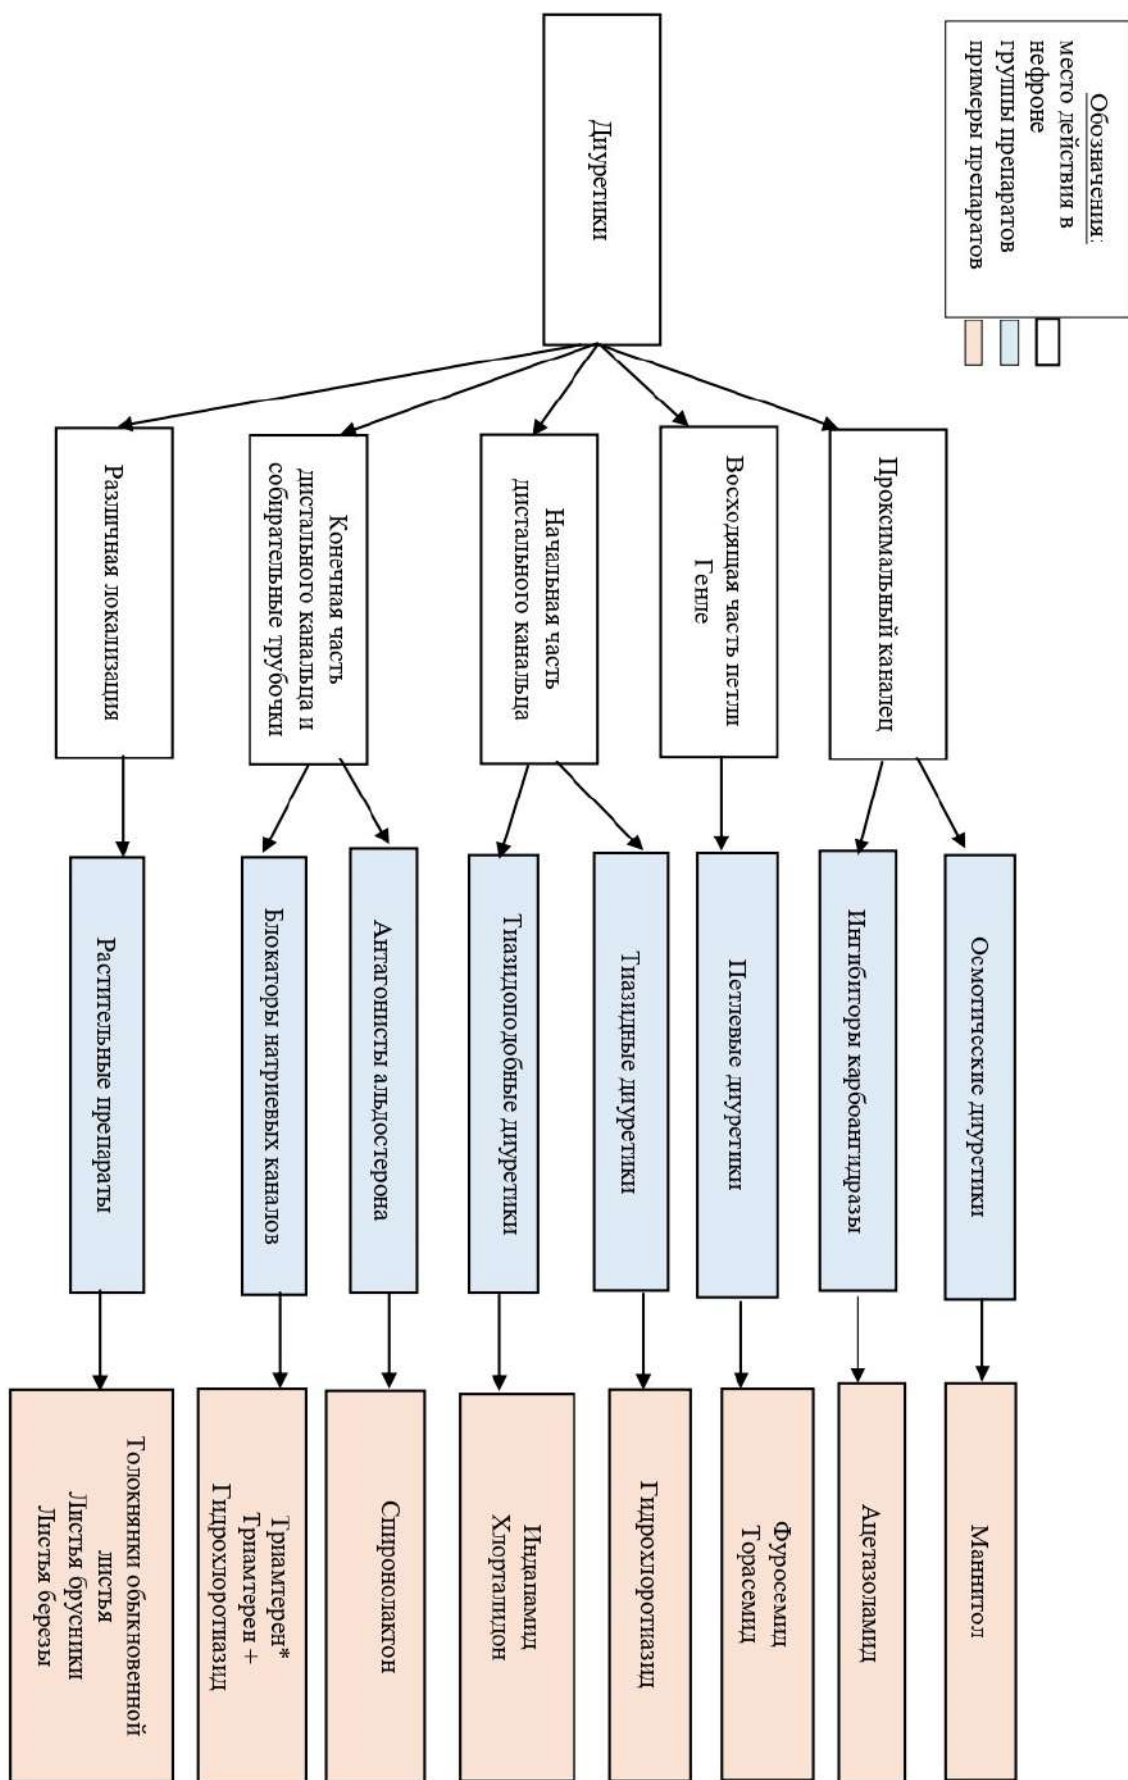 Обозначения:
место действия в
нефроне
группы препаратов
примеры препаратов
Диуретики
Проксимальный каналец
Восходящая часть петли
Генле
Начальная часть
дистального канальца
Конечная часть
дистального канальца и
собирательные трубочки
Различная локализация
Осмотические диуретики
Ингибиторы карбоангидразы
Петлевые диуретики
Тиазидные диуретики
Тиазидоподобные диуретики
Антагонисты альдостерона
Блокаторы натриевых каналов
Растительные препараты
Маннитол
Ацетазоламид
Фуросемид
Торасемид
Гидрохлоротиазид
Индапамид
Хлорталидон
Спиронолактон
Триамтерен*
Триамтерен +
Гидрохлоротиазид
Толокнянки обыкновенной
листья
Листья брусники
Листья березы